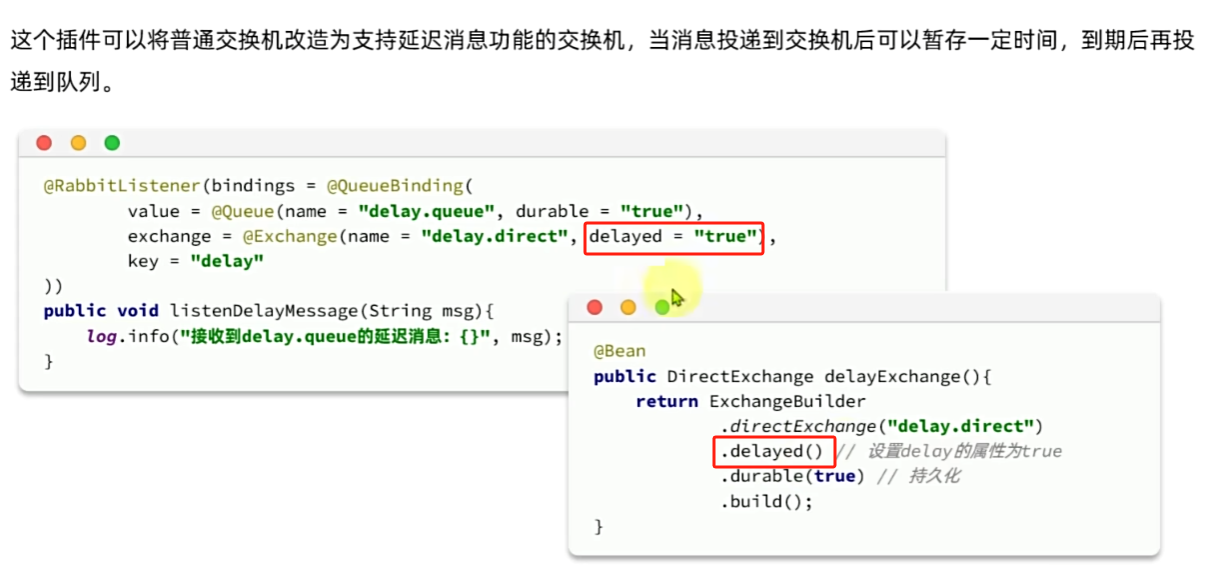 这个插件可以将普通交换机改造为支持延迟消息功能的交换机，当消息投递到交换机后可以暂存一定时间，到期后再投
递到队列。
@RabbitListener(bindings = @QueueBinding(
value = @Queue(name = "delay.queue", durable = "true"),
exchange = @Exchange(name = "delay.direct", delayed = "true"),
key = "delay"
))
public void listenDelayMessage(String msg){
log.info("接收到delay.queue的延迟消息：{}", msg);
}
@Bean
public DirectExchange delayExchange(){
return ExchangeBuilder
.directExchange("delay.direct")
.delayed() // 设置delay的属性为true
.durable(true) // 持久化
.build();
}